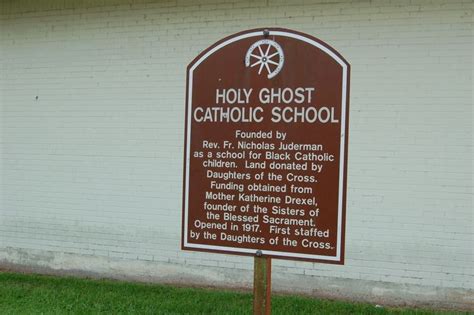 HOLY GHOST
CATHOLIC SCHOOL
Founded by
Rev. Fr. Nicholas Juderman
as a school for Black Catholic
children. Land donated by
Daughters of the Cross.
Funding obtained from
Mother Katherine Drexel,
founder of the Sisters of
the Blessed Sacrament.
Opened in 1917. First staffed
by the Daughters of the Cross.